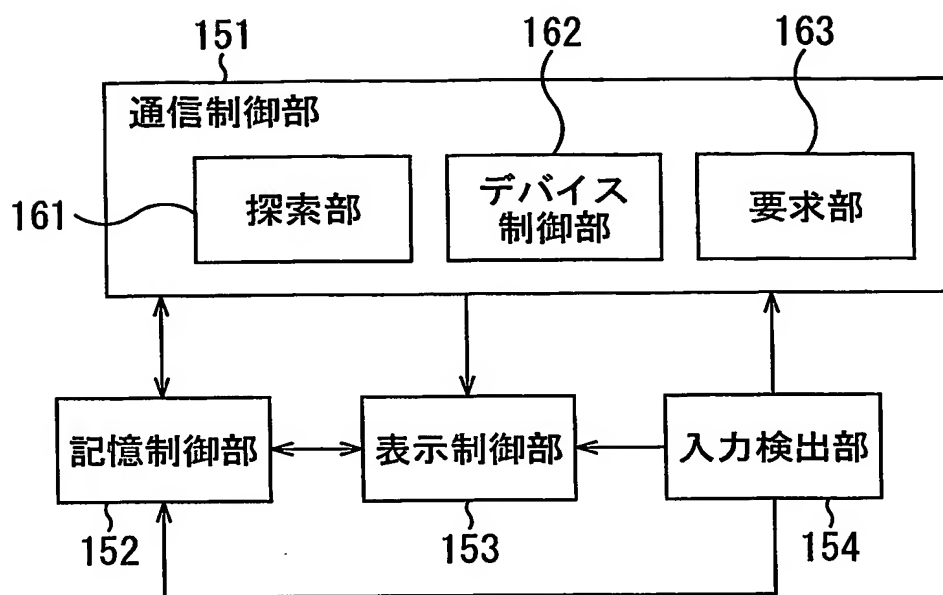 151
162
163
通信制御部
161
探索部
デバイス
制御部
要求部
記憶制御部
表示制御部
入力検出部
152
153
154